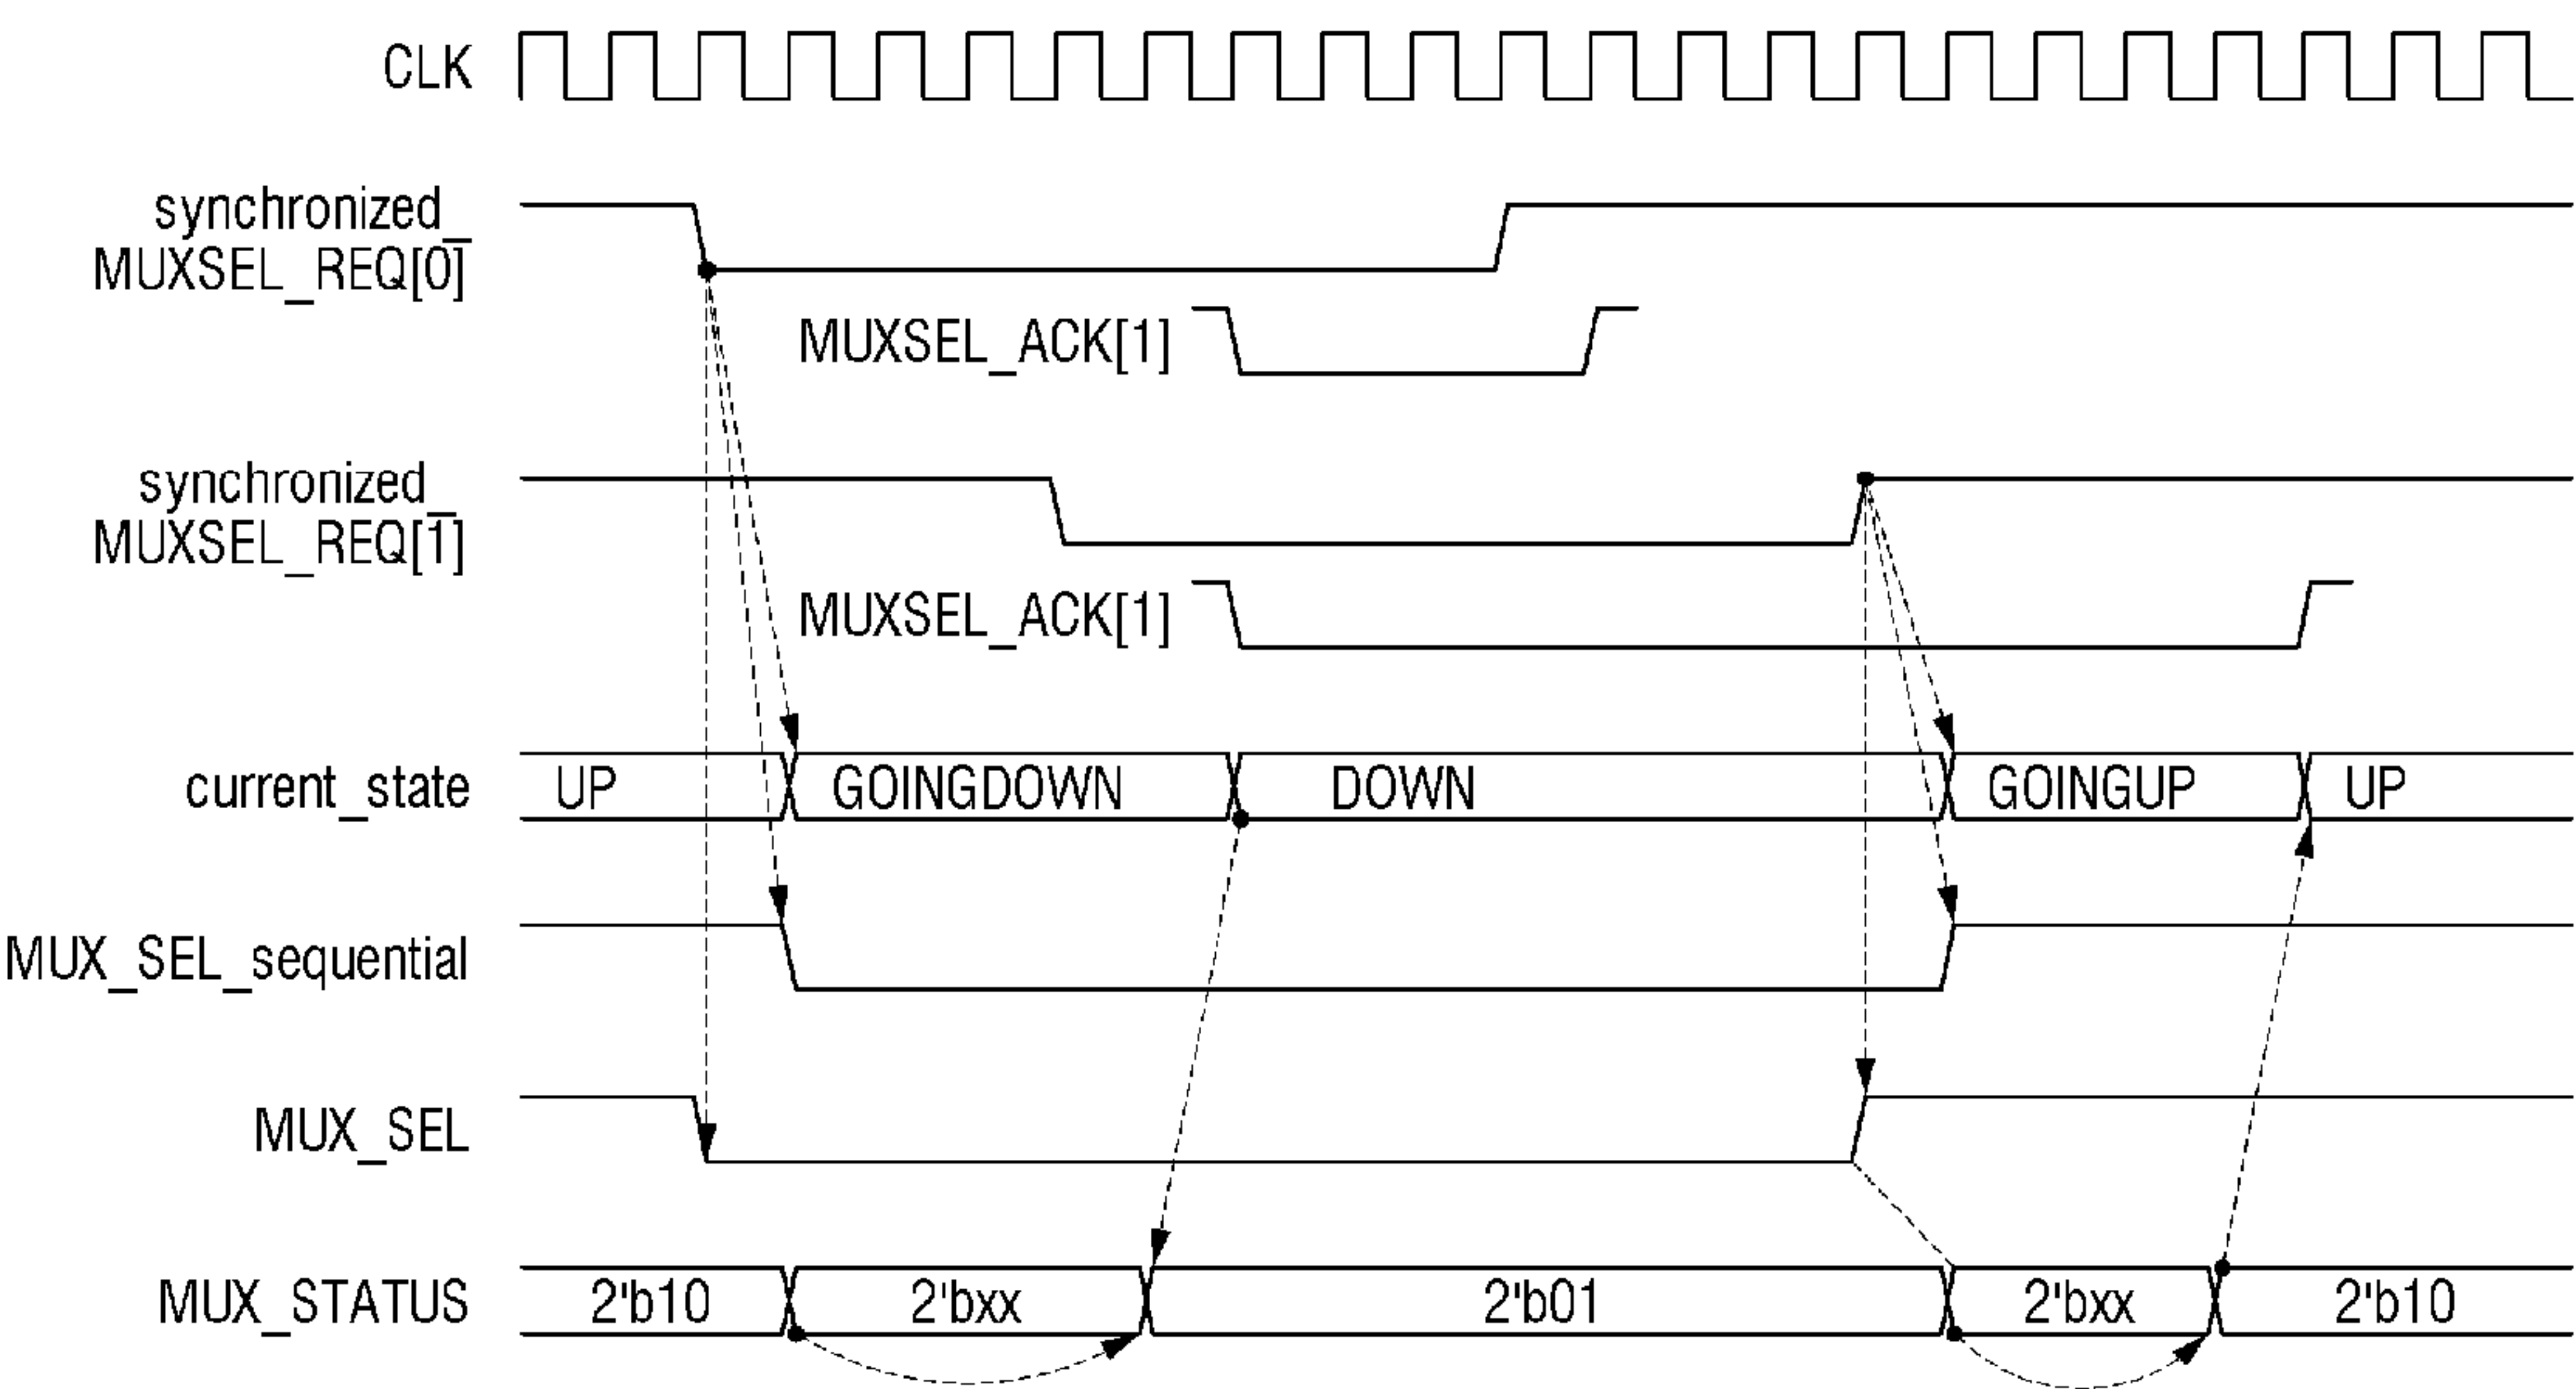 CLK
synchronized_
MUXSEL_REQ[0]
MUXSEL_ACK[1]
synchronized_
MUXSEL_REQ[1]
MUXSEL_ACK[1]
current_state UP GOINGDOWN DOWN GOINGUP UP
MUX_SEL_sequential
MUX_SEL
MUX_STATUS 2'b10 2'bxx 2'b01 2'bxx 2'b10